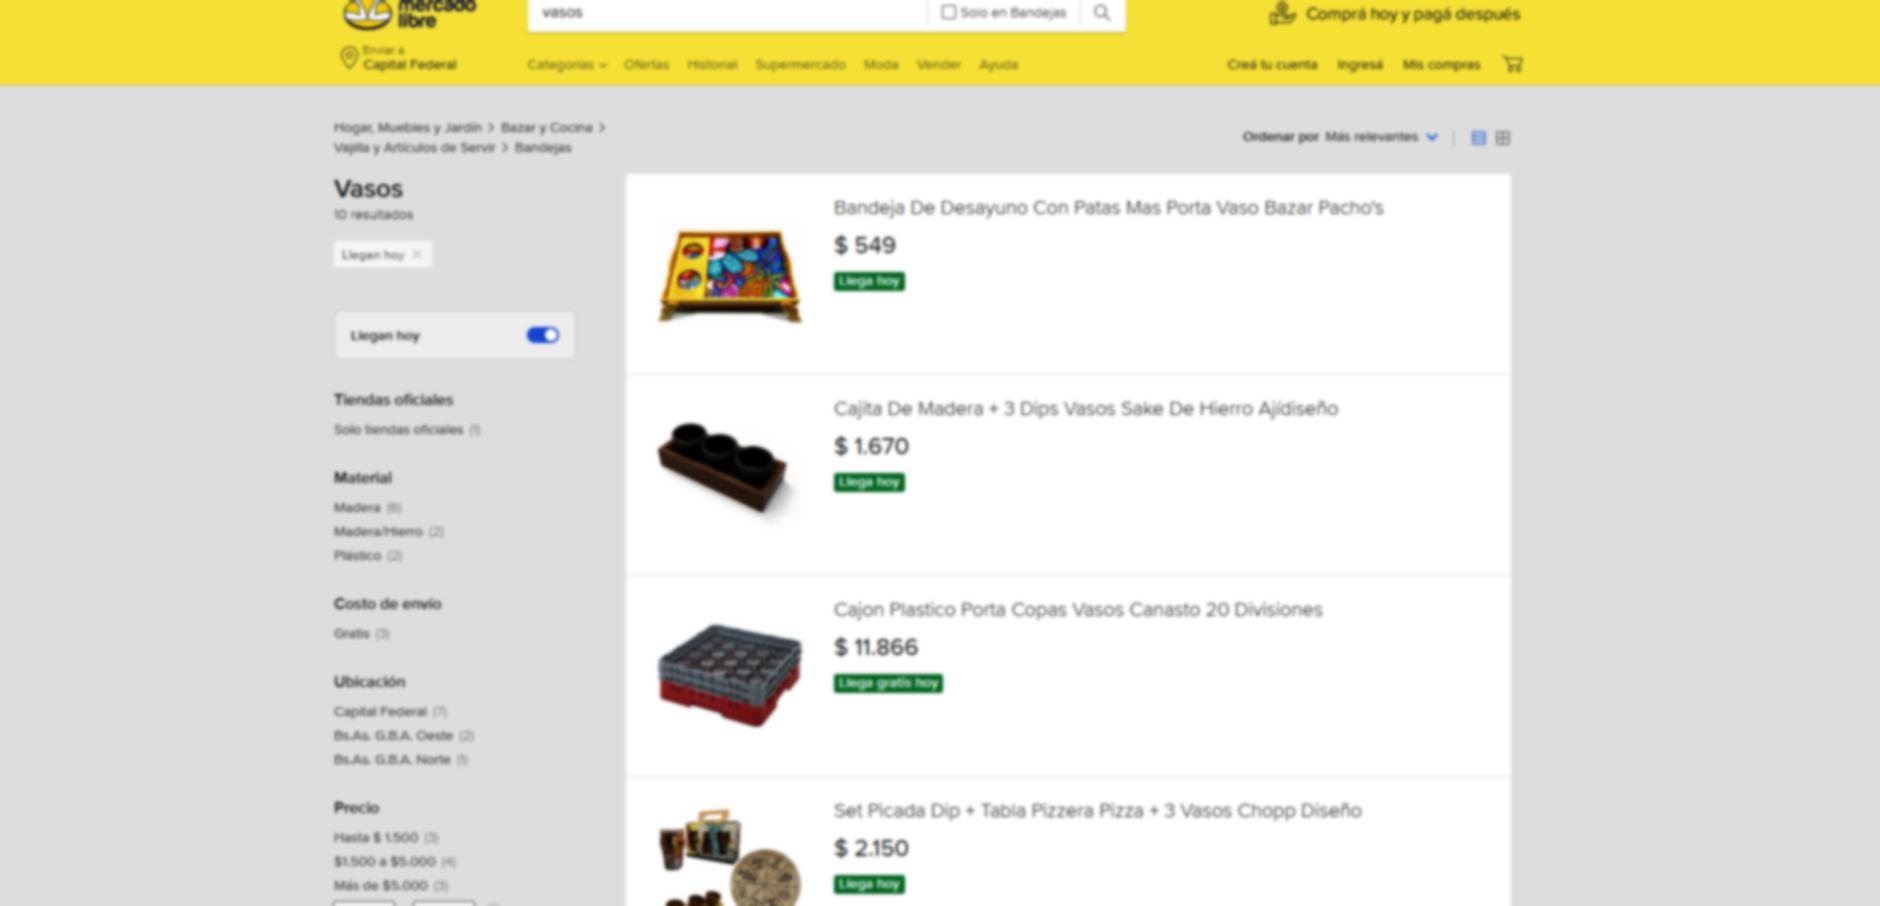 mercado
libre
vasos
Solo en Bandejas
Comprá hoy y pagá después
Enviar a
Capital Federal
Categorías
Ofertas
Historial
Supermercado
Moda
Vender
Ayuda
Creá tu cuenta
Ingresá
Mis compras
Hogar, Muebles y Jardín > Bazar y Cocina >
Vajilla y Artículos de Servir > Bandejas
Ordenar por Más relevantes
Vasos
10 resultados
Llegan hoy
Llegan hoy
Tiendas oficiales
Solo tiendas oficiales (1)
Material
Madera (6)
Madera/Hierro (2)
Plástico (2)
Costo de envío
Gratis (3)
Ubicación
Capital Federal (7)
Bs.As. G.B.A. Oeste (2)
Bs.As. G.B.A. Norte (1)
Precio
Hasta $ 1.500 (3)
$1.500 a $5.000 (4)
Más de $5.000 (3)
Bandeja De Desayuno Con Patas Mas Porta Vaso Bazar Pacho's
$ 549
Llega hoy
Cajita De Madera + 3 Dips Vasos Sake De Hierro Ajídiseño
$ 1.670
Llega hoy
Cajon Plastico Porta Copas Vasos Canasto 20 Divisiones
$ 11.866
Llega gratis hoy
Set Picada Dip + Tabla Pizzera Pizza + 3 Vasos Chopp Diseño
$ 2.150
Llega hoy